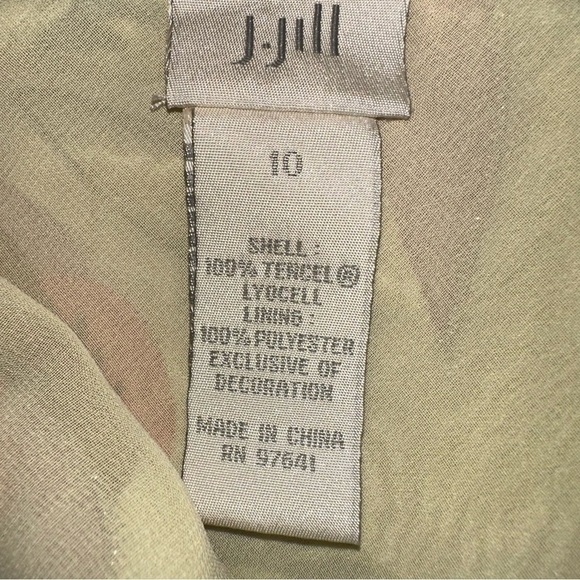 J.Jill
10
SHELL:
100% TENCEL®
LYOCELL
LINING:
100% POLYESTER
EXCLUSIVE OF
DECORATION
MADE IN CHINA
RN 97641